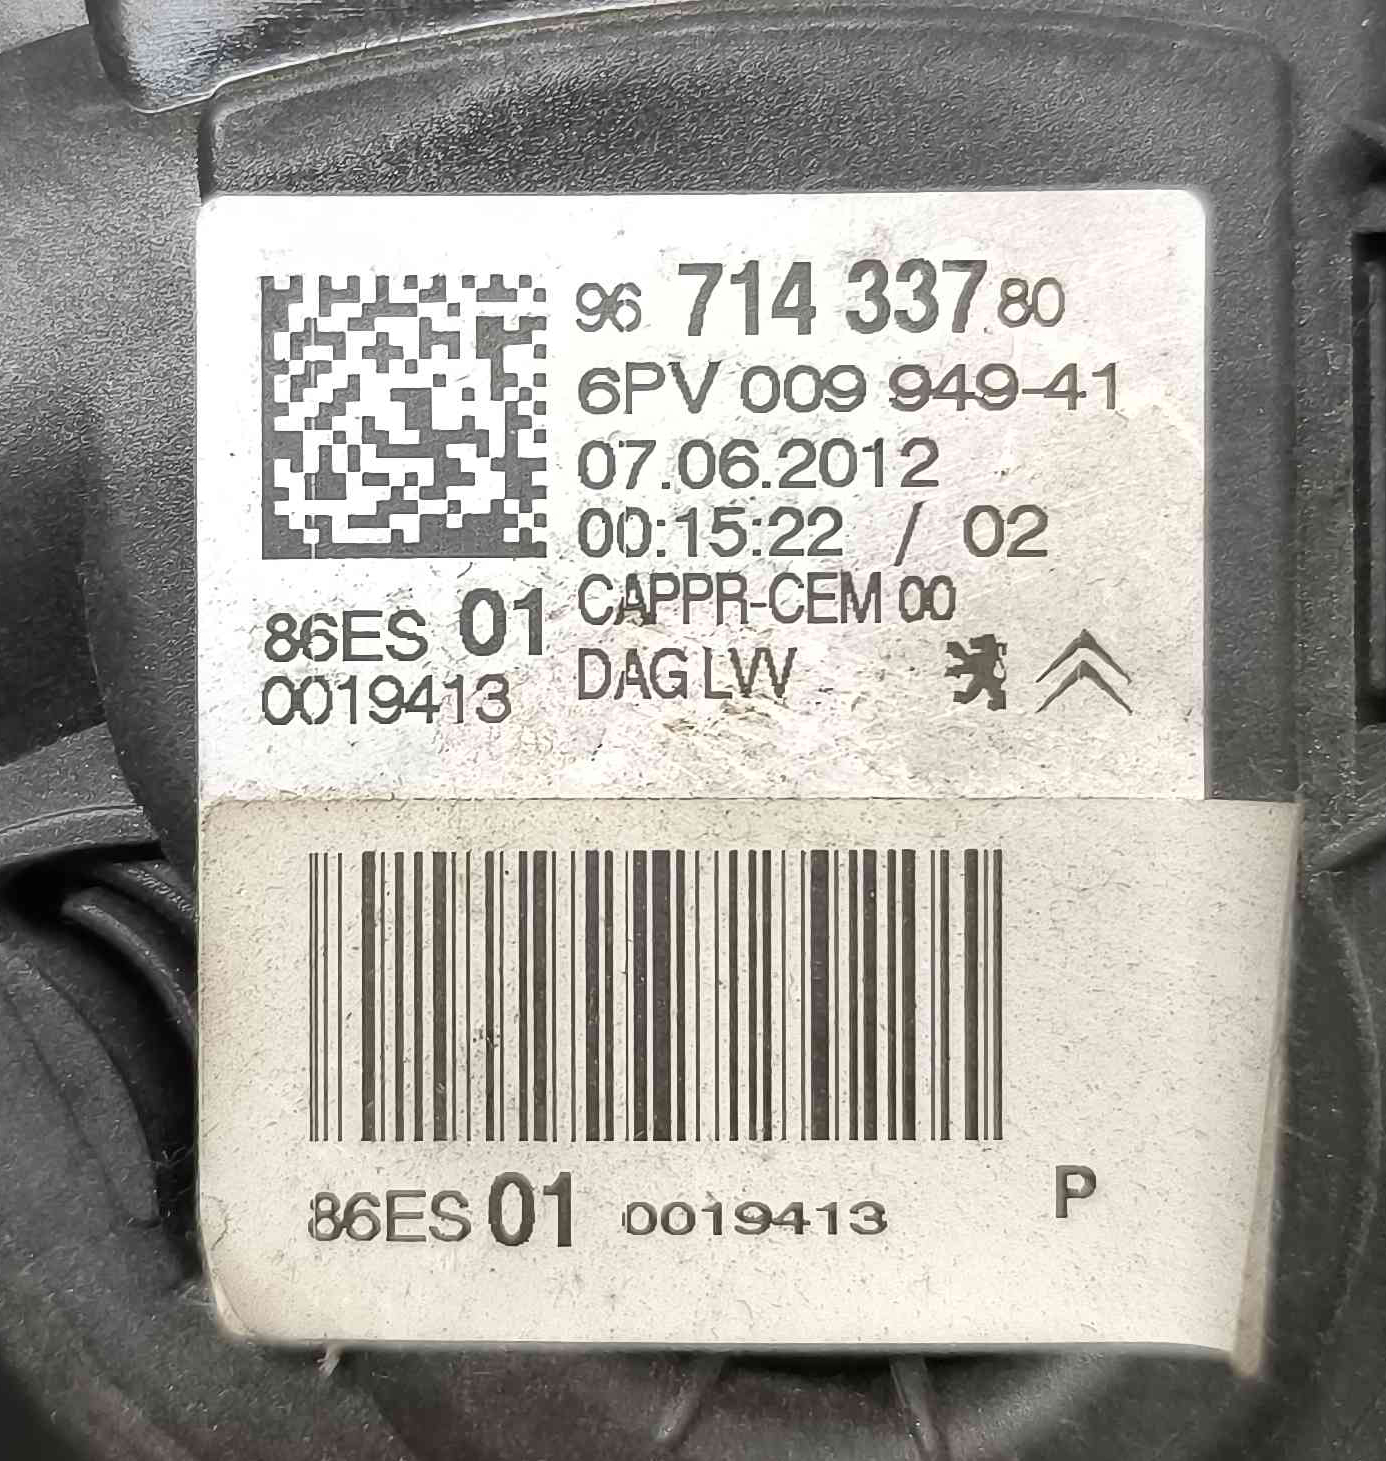 96 714 337 80
6PV 009 949-41
07.06.2012
00:15:22 / 02
CAPPR-CEM 00
DAG LVV
86ES 01
0019413
86ES 01 0019413
P